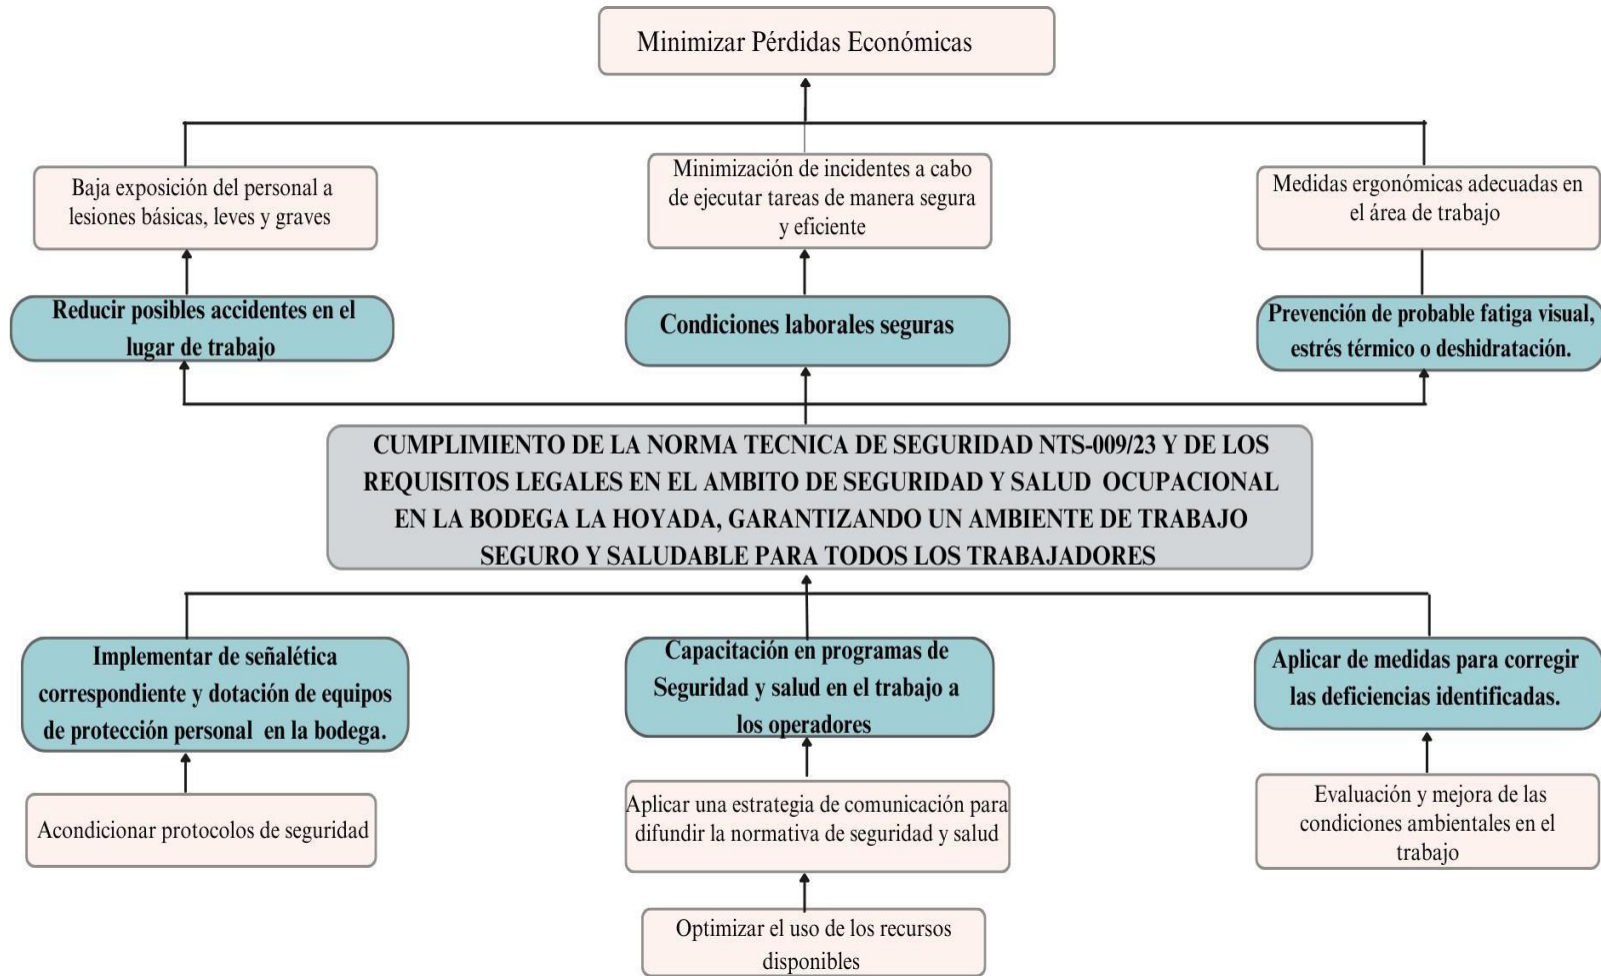 Minimizar Pérdidas Económicas
Baja exposición del personal a
lesiones básicas, leves y graves
Minimización de incidentes a cabo
de ejecutar tareas de manera segura
y eficiente
Medidas ergonómicas adecuadas en
el área de trabajo
Reducir posibles accidentes en el
lugar de trabajo
Condiciones laborales seguras
Prevención de probable fatiga visual,
estrés térmico o deshidratación.
CUMPLIMIENTO DE LA NORMA TECNICA DE SEGURIDAD NTS-009/23 Y DE LOS
REQUISITOS LEGALES EN EL AMBITO DE SEGURIDAD Y SALUD OCUPACIONAL
EN LA BODEGA LA HOYADA, GARANTIZANDO UN AMBIENTE DE TRABAJO
SEGURO Y SALUDABLE PARA TODOS LOS TRABAJADORES
Implementar de señalética
correspondiente y dotación de equipos
de protección personal en la bodega.
Capacitación en programas de
Seguridad y salud en el trabajo a
los operadores
Aplicar de medidas para corregir
las deficiencias identificadas.
Acondicionar protocolos de seguridad
Aplicar una estrategia de comunicación para
difundir la normativa de seguridad y salud
Evaluación y mejora de las
condiciones ambientales en el
trabajo
Optimizar el uso de los recursos
disponibles